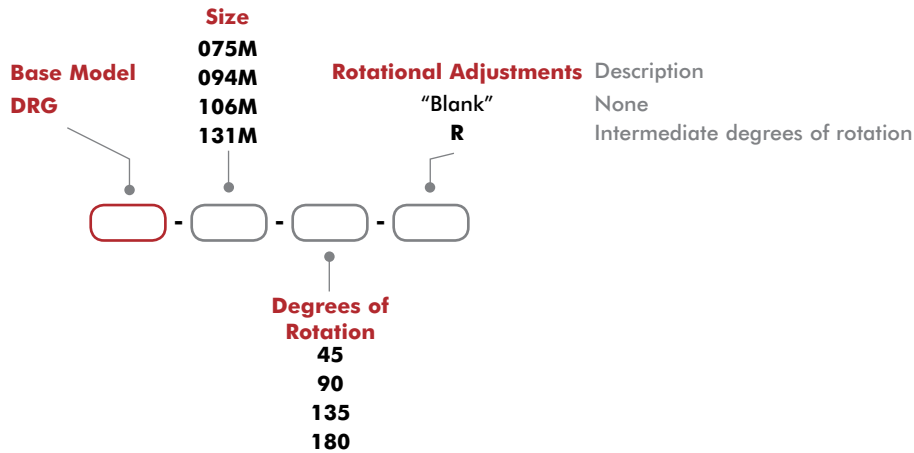 Size
075M
094M
106M
131M
Base Model
DRG
Rotational Adjustments Description
“Blank” None
R Intermediate degrees of rotation
- - -
Degrees of
Rotation
45
90
135
180